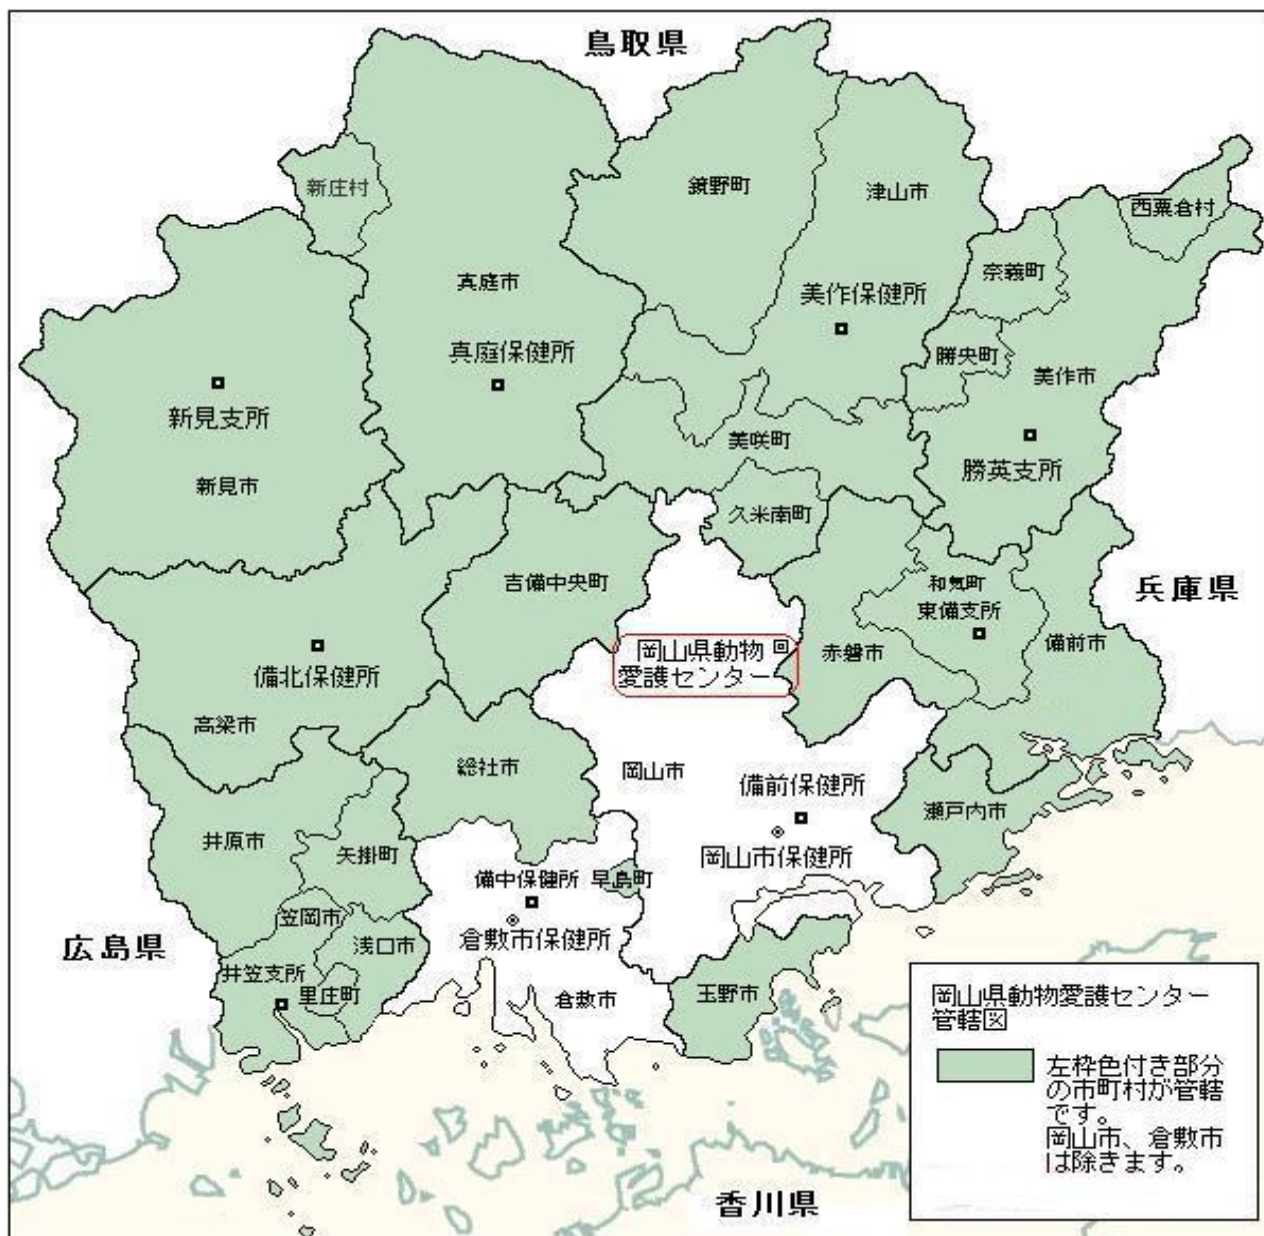 鳥取県
新庄村
鏡野町
津山市
西粟倉村
奈義町
真庭市
美作保健所
真庭保健所
勝央町
美作市
新見支所
美咲町
勝英支所
新見市
久米南町
吉備中央町
和気町
東備支所
兵庫県
備前市
岡山県動物
愛護センター
赤磐市
備北保健所
高梁市
総社市
岡山市
備前保健所
瀬戸内市
井原市
矢掛町
岡山市保健所
備中保健所
早島町
笠岡市
倉敷市保健所
浅口市
広島県
井笠支所
里庄町
倉敷市
玉野市
岡山県動物愛護センター
管轄図
左枠色付き部分
の市町村が管轄
です。
岡山市、倉敷市
は除きます。
香川県